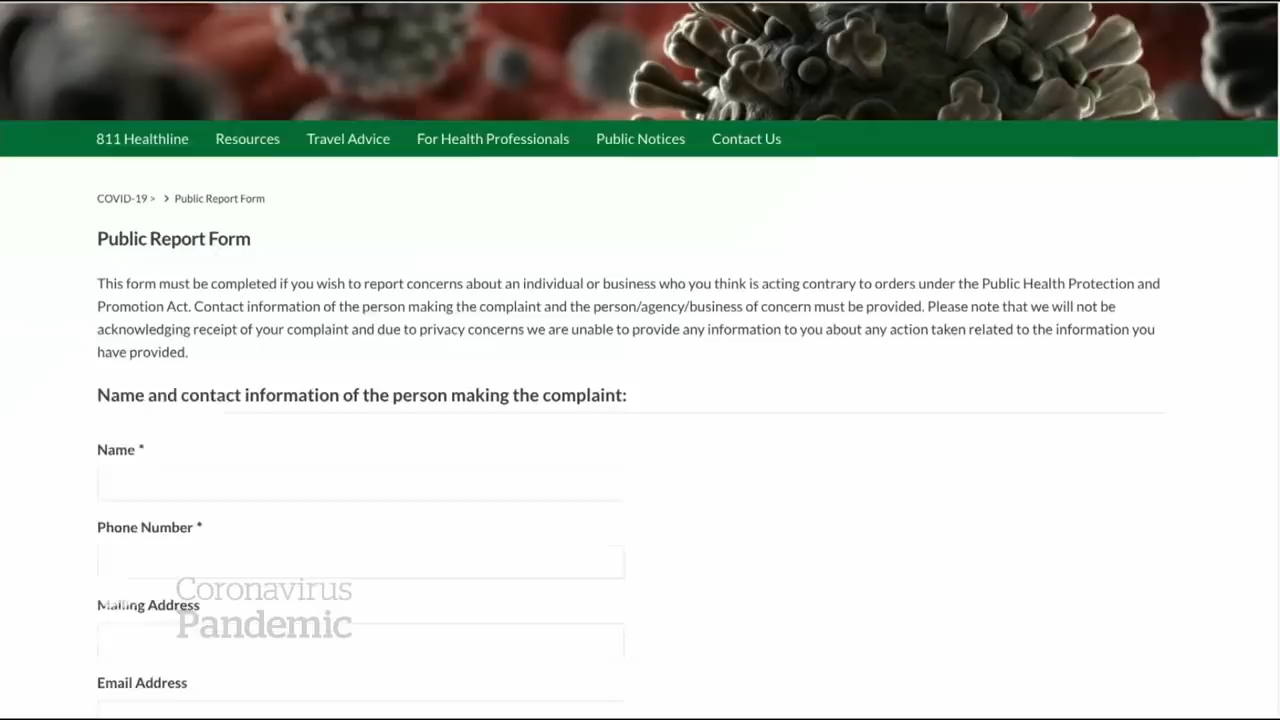 811 Healthline Resources Travel Advice For Health Professionals Public Notices Contact Us
COVID-19 > > Public Report Form
Public Report Form
This form must be completed if you wish to report concerns about an individual or business who you think is acting contrary to orders under the Public Health Protection and
Promotion Act. Contact information of the person making the complaint and the person/agency/business of concern must be provided. Please note that we will not be
acknowledging receipt of your complaint and due to privacy concerns we are unable to provide any information to you about any action taken related to the information you
have provided.
Name and contact information of the person making the complaint:
Name *
Phone Number *
Coronavirus
Mailing Address
Pandemic
Email Address